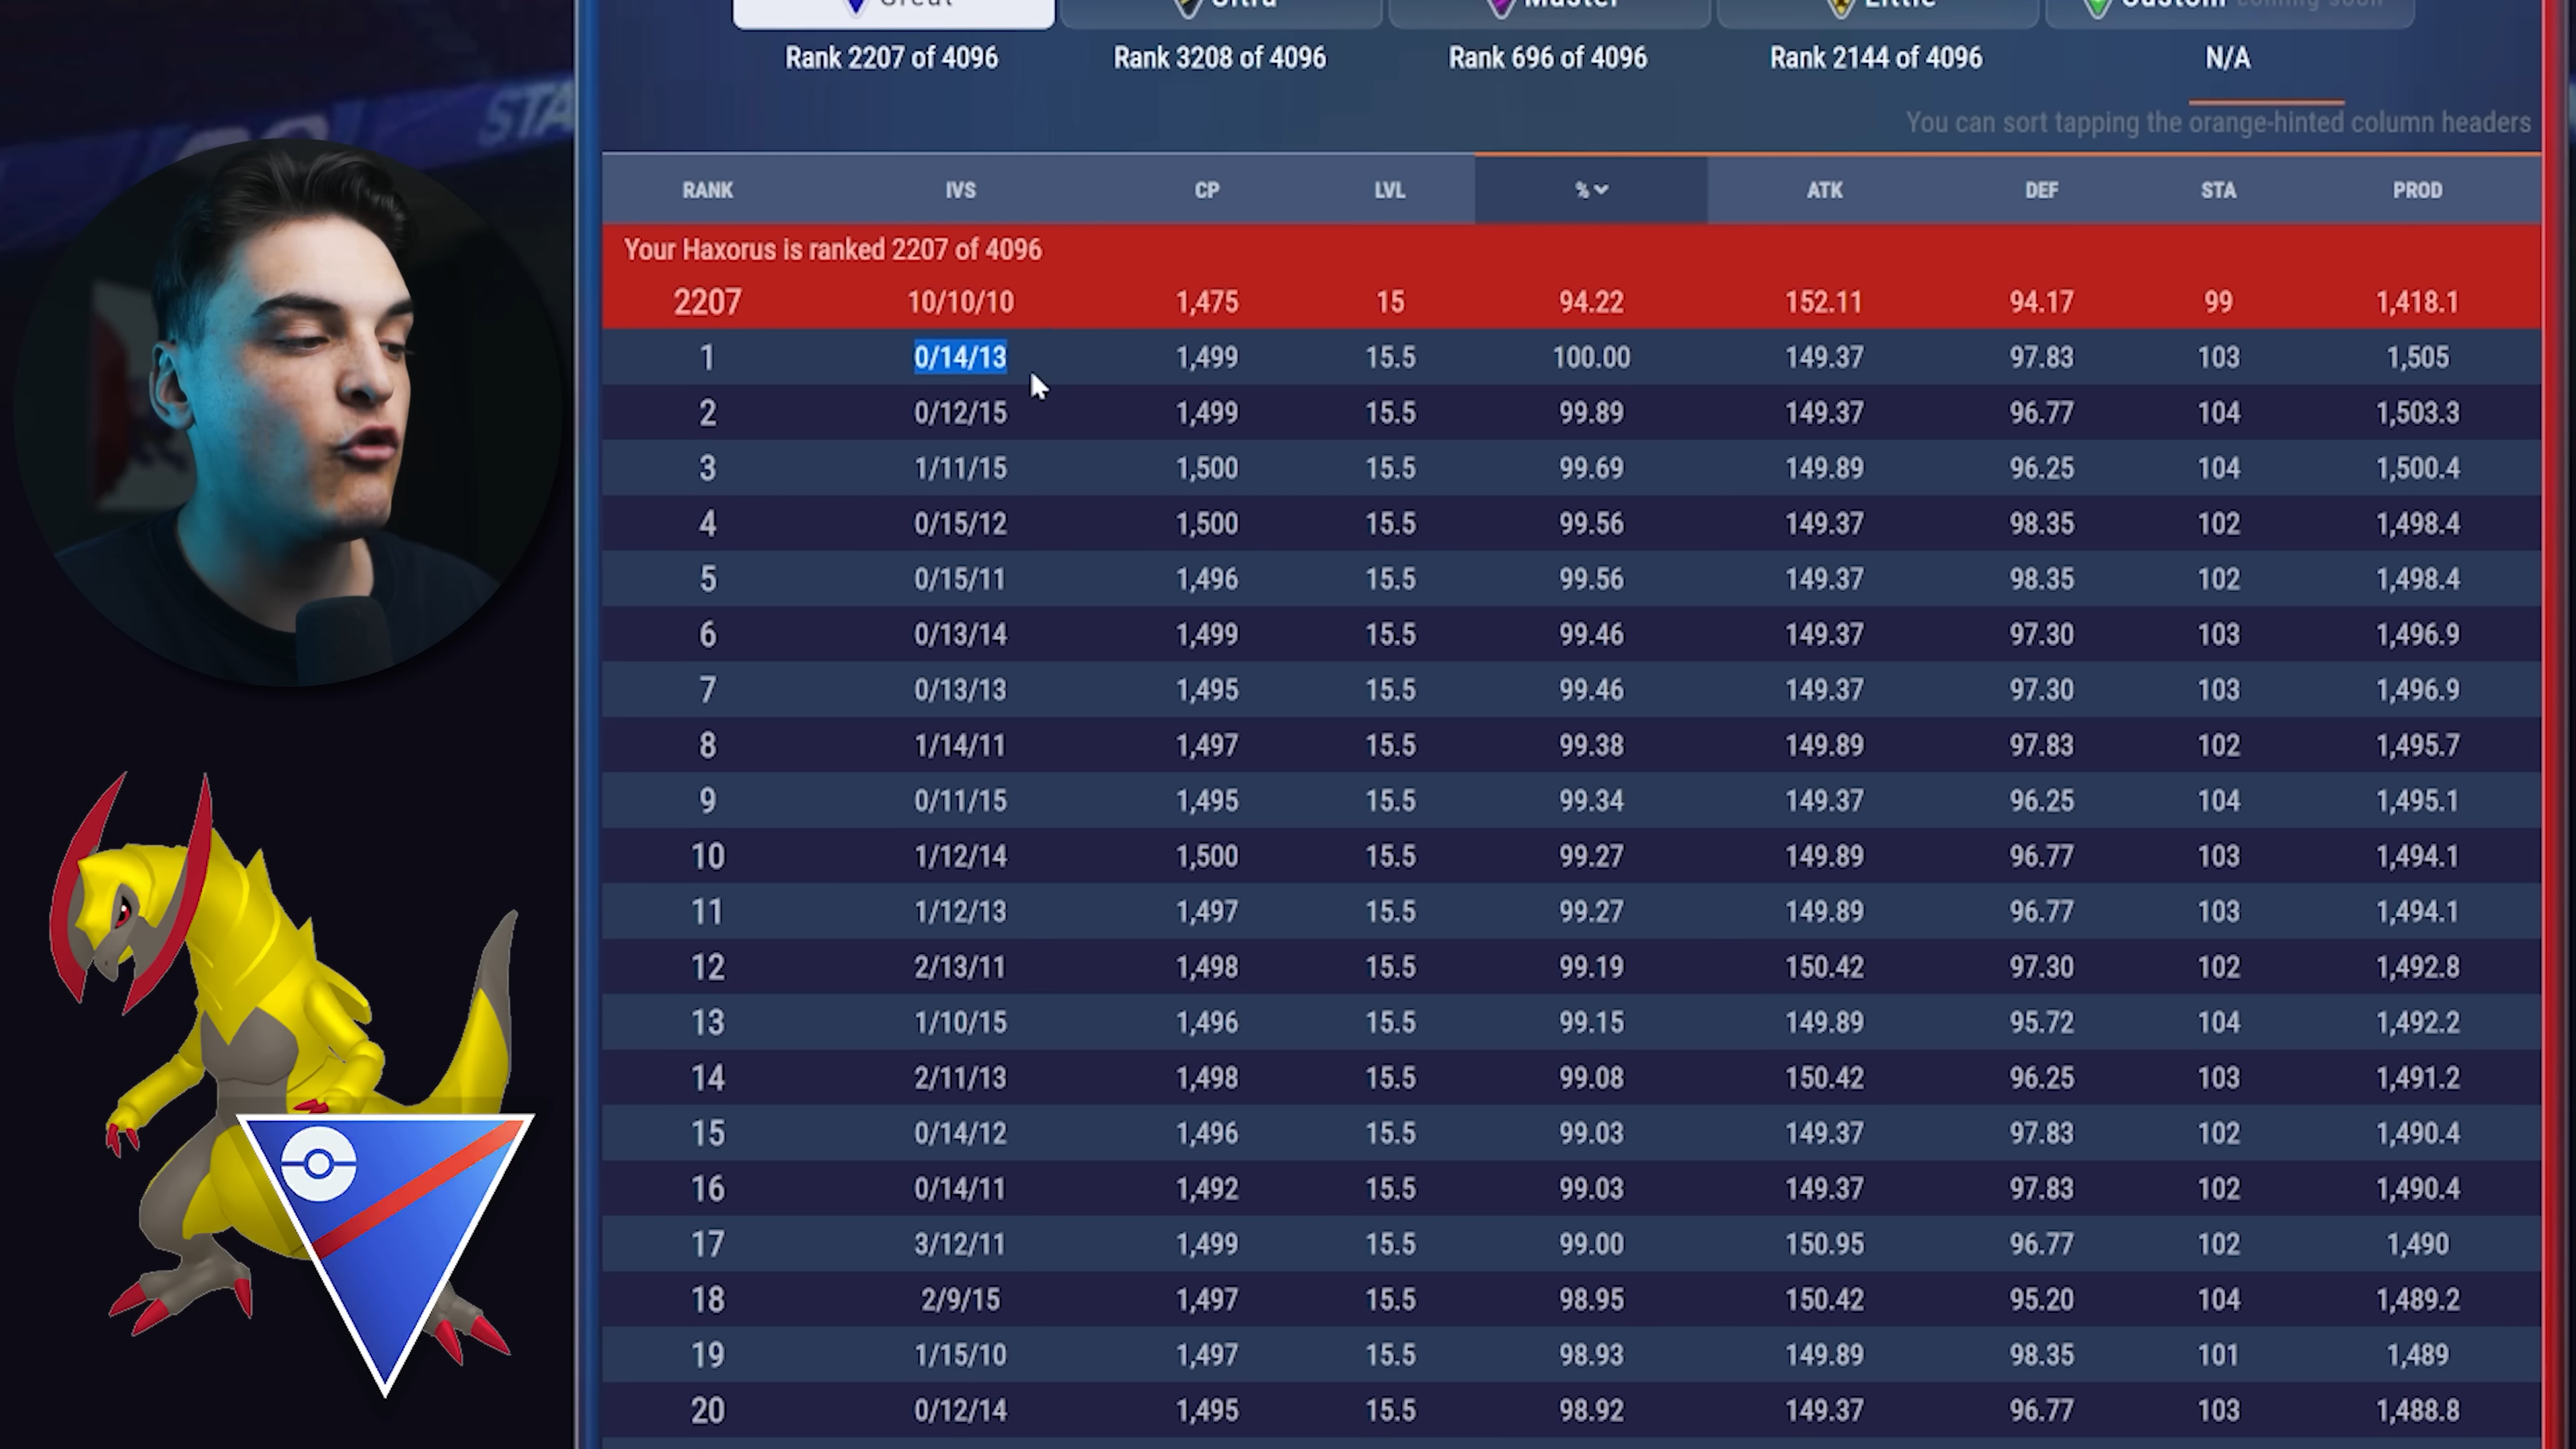 Great Ultra Master Little Custom coming soon
Rank 2207 of 4096 Rank 3208 of 4096 Rank 696 of 4096 Rank 2144 of 4096 N/A
You can sort tapping the orange-hinted column headers
STA
RANK IVS CP LVL % ATK DEF STA PROD
Your Haxorus is ranked 2207 of 4096
2207 10/10/10 1,475 15 94.22 152.11 94.17 99 1,418.1
1 0/14/13 1,499 15.5 100.00 149.37 97.83 103 1,505
2 0/12/15 1,499 15.5 99.89 149.37 96.77 104 1,503.3
3 1/11/15 1,500 15.5 99.69 149.89 96.25 104 1,500.4
4 0/15/12 1,500 15.5 99.56 149.37 98.35 102 1,498.4
5 0/15/11 1,496 15.5 99.56 149.37 98.35 102 1,498.4
6 0/13/14 1,499 15.5 99.46 149.37 97.30 103 1,496.9
7 0/13/13 1,495 15.5 99.46 149.37 97.30 103 1,496.9
8 1/14/11 1,497 15.5 99.38 149.89 97.83 102 1,495.7
9 0/11/15 1,495 15.5 99.34 149.37 96.25 104 1,495.1
10 1/12/14 1,500 15.5 99.27 149.89 96.77 103 1,494.1
11 1/12/13 1,497 15.5 99.27 149.89 96.77 103 1,494.1
12 2/13/11 1,498 15.5 99.19 150.42 97.30 102 1,492.8
13 1/10/15 1,496 15.5 99.15 149.89 95.72 104 1,492.2
14 2/11/13 1,498 15.5 99.08 150.42 96.25 103 1,491.2
15 0/14/12 1,496 15.5 99.03 149.37 97.83 102 1,490.4
16 0/14/11 1,492 15.5 99.03 149.37 97.83 102 1,490.4
17 3/12/11 1,499 15.5 99.00 150.95 96.77 102 1,490
18 2/9/15 1,497 15.5 98.95 150.42 95.20 104 1,489.2
19 1/15/10 1,497 15.5 98.93 149.89 98.35 101 1,489
20 0/12/14 1,495 15.5 98.92 149.37 96.77 103 1,488.8